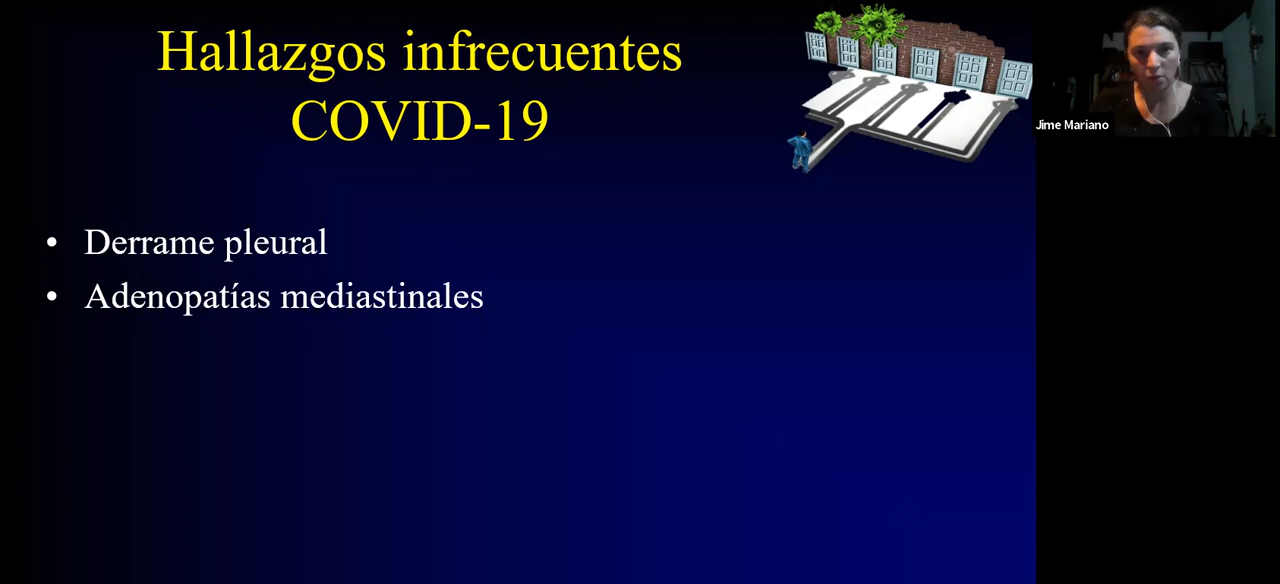 Hallazgos infrecuentes
COVID-19
Jime Mariano
• Derrame pleural
• Adenopatías mediastinales